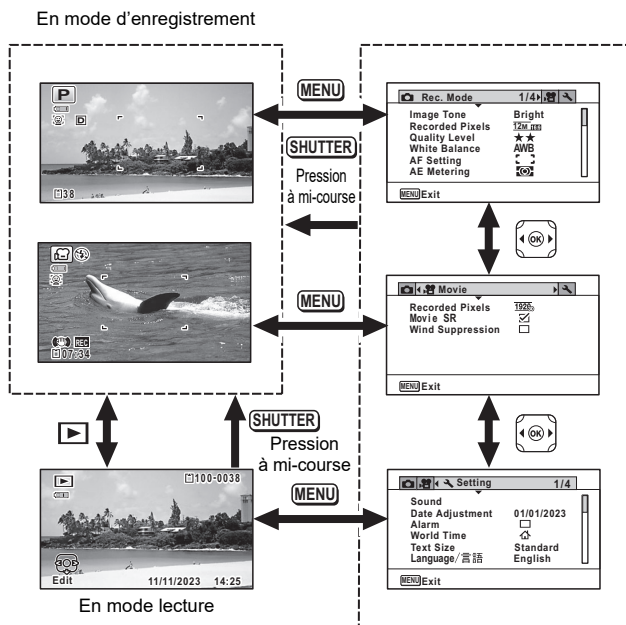 En mode d'enregistrement
P
D
38
MENU
SHUTTER
Pression
à mi-course
Rec. Mode 1/4
Image Tone Bright
Recorded Pixels 12M
Quality Level ★★
White Balance AWB
AF Setting
AE Metering
MENU Exit
OK
REC
07:34
MENU
Movie
Recorded Pixels 1920
Movie SR
Wind Suppression
MENU Exit
OK
SHUTTER
Pression
à mi-course
MENU
100-0038
Edit 11/11/2023 14:25
En mode lecture
Setting 1/4
Sound
Date Adjustment 01/01/2023
Alarm
World Time
Text Size Standard
Language/言語 English
MENU Exit